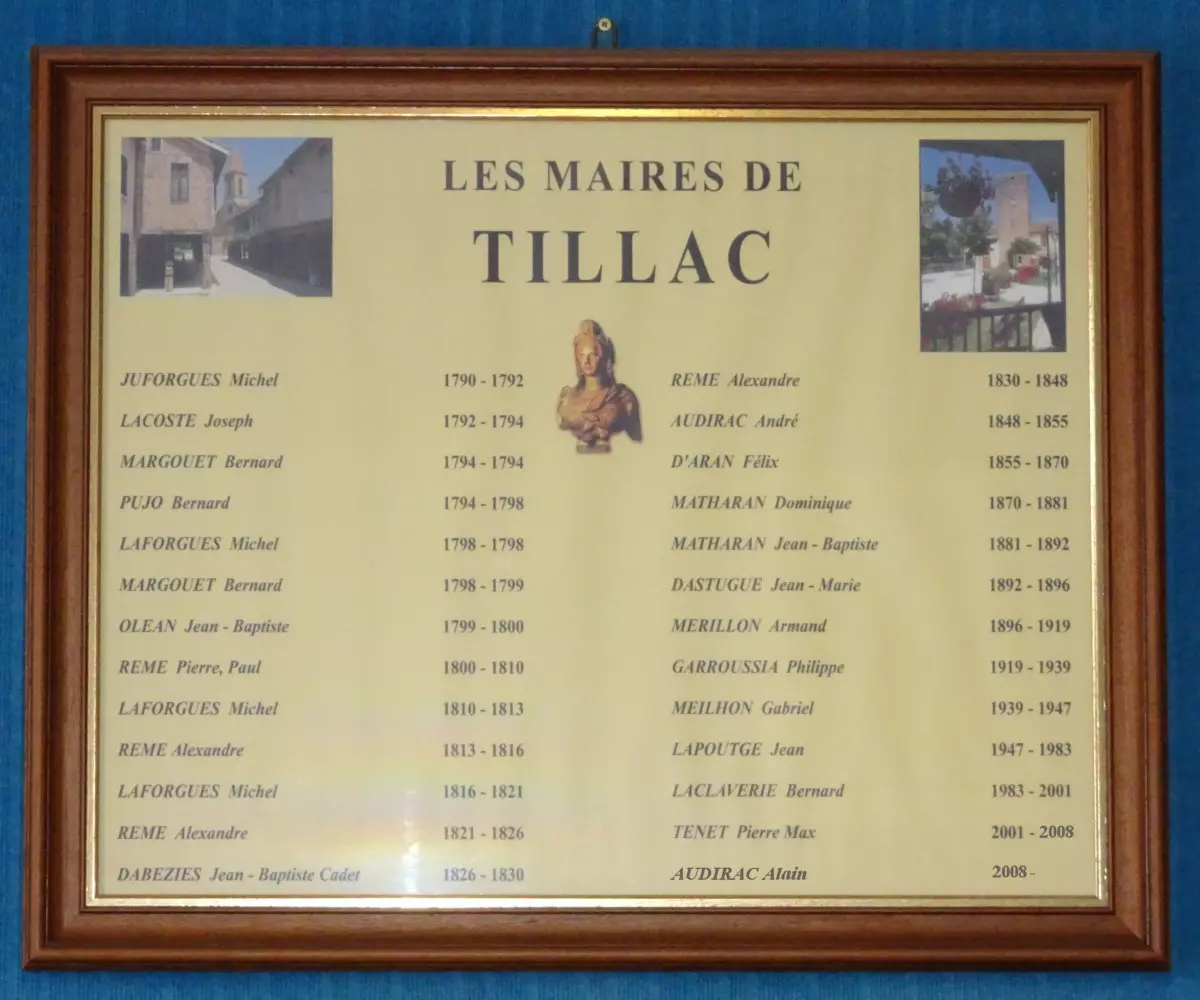 LES MAIRES DE
TILLAC
JUFORGUES Michel 1790 - 1792
LACOSTE Joseph 1792 - 1794
MARGOUET Bernard 1794 - 1794
PUJO Bernard 1794 - 1798
LAFORGUES Michel 1798 - 1798
MARGOUET Bernard 1798 - 1799
OLEAN Jean - Baptiste 1799 - 1800
REME Pierre, Paul 1800 - 1810
LAFORGUES Michel 1810 - 1813
REME Alexandre 1813 - 1816
LAFORGUES Michel 1816 - 1821
REME Alexandre 1821 - 1826
DABEZIES Jean - Baptiste Cadet 1826 - 1830
REME Alexandre 1830 - 1848
AUDIRAC André 1848 - 1855
D'ARAN Félix 1855 - 1870
MATHARAN Dominique 1870 - 1881
MATHARAN Jean - Baptiste 1881 - 1892
DASTUGUE Jean - Marie 1892 - 1896
MERILLON Armand 1896 - 1919
GARROUSSIA Philippe 1919 - 1939
MEILHON Gabriel 1939 - 1947
LAPOUTGE Jean 1947 - 1983
LACLAVERIE Bernard 1983 - 2001
TENET Pierre Max 2001 - 2008
AUDIRAC Alain 2008 -